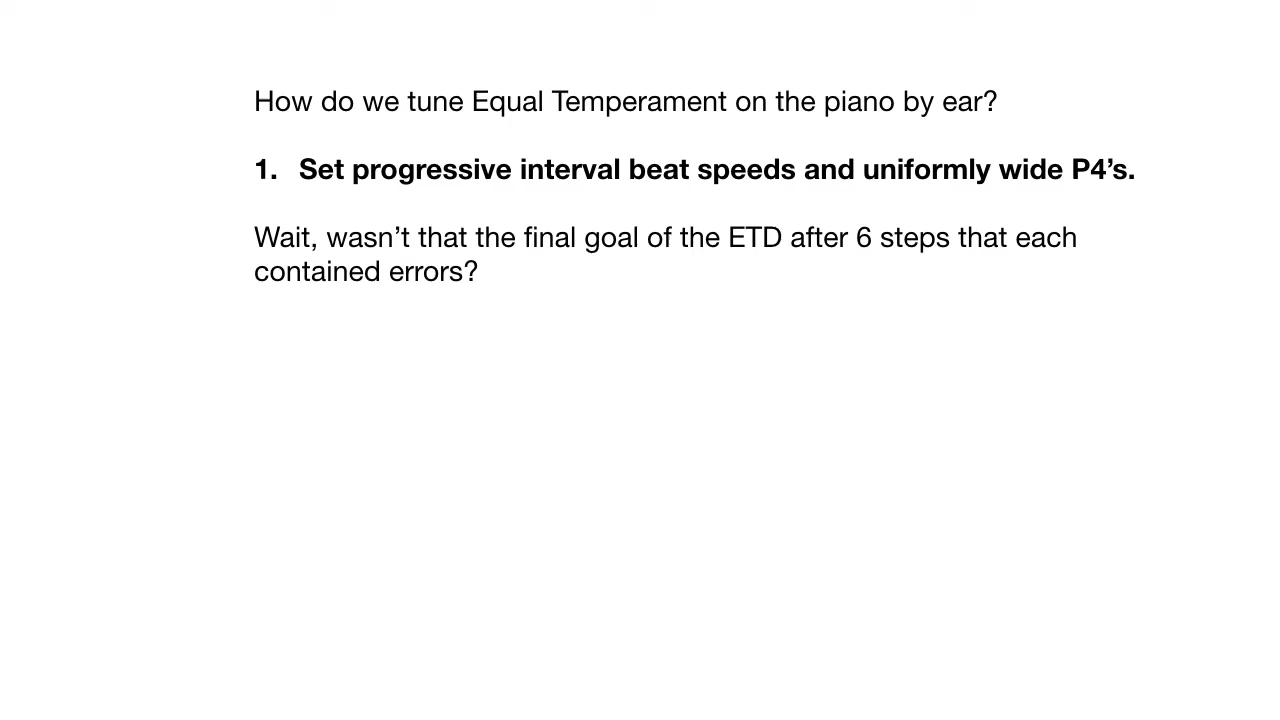 How do we tune Equal Temperament on the piano by ear?
1. Set progressive interval beat speeds and uniformly wide P4’s.
Wait, wasn’t that the final goal of the ETD after 6 steps that each
contained errors?